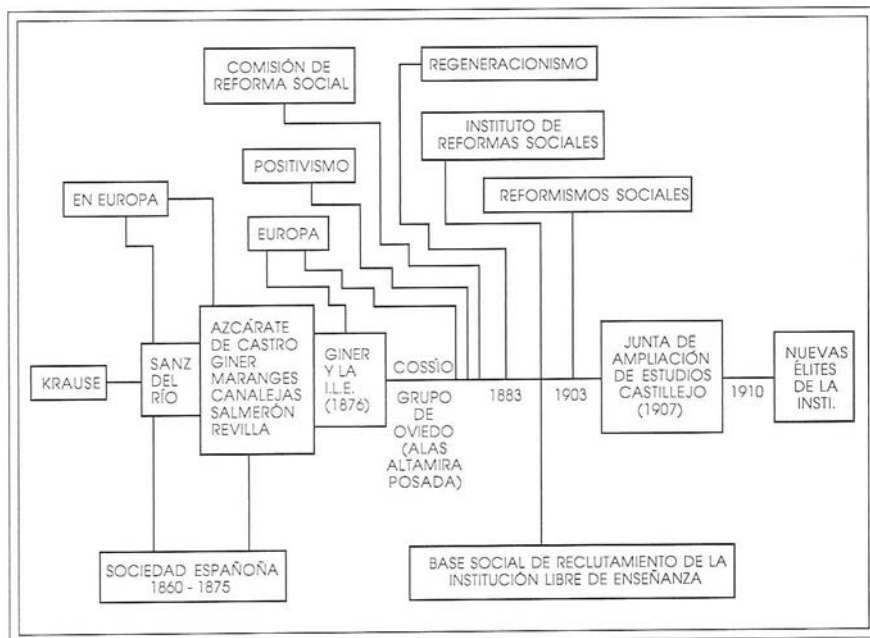 COMISIÓN DE
REFORMA SOCIAL
REGENERACIONISMO
INSTITUTO DE
REFORMAS SOCIALES
POSITIVISMO
REFORMISMOS SOCIALES
EN EUROPA
EUROPA
KRAUSE
SANZ
DEL
RÍO
AZCÁRATE
DE CASTRO
GINER
MARANGES
CANALEJAS
SALMERÓN
REVILLA
GINER
Y LA
I.L.E.
(1876)
COSSÌO
GRUPO
DE
OVIEDO
(ALAS
ALTAMIRA
POSADA)
1883
1903
JUNTA DE
AMPLIACIÓN
DE ESTUDIOS
CASTILLEJO
(1907)
1910
NUEVAS
ÉLITES
DE LA
INSTI.
SOCIEDAD ESPAÑOÑA
1860 - 1875
BASE SOCIAL DE RECLUTAMIENTO DE LA
INSTITUCIÓN LIBRE DE ENSEÑANZA